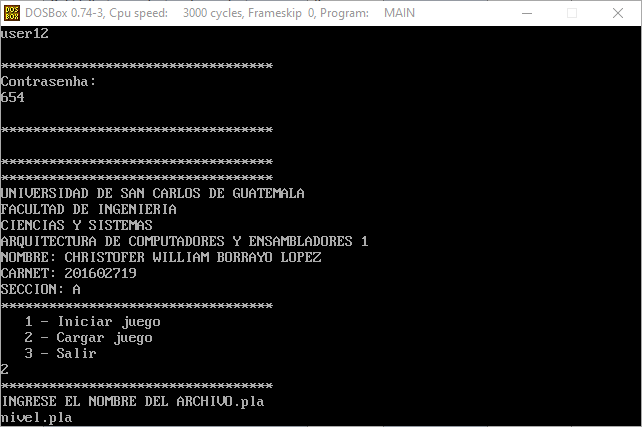 DOSBox 0.74-3, Cpu speed: 3000 cycles, Frameskip 0, Program: MAIN
user12
**********************************
Contrasenha:
654
**********************************
**********************************
**********************************
UNIVERSIDAD DE SAN CARLOS DE GUATEMALA
FACULTAD DE INGENIERIA
CIENCIAS Y SISTEMAS
ARQUITECTURA DE COMPUTADORES Y ENSAMBLADORES 1
NOMBRE: CHRISTOFER WILLIAM BORRAYO LOPEZ
CARNET: 201602719
SECCION: A
**********************************
1 - Iniciar juego
2 - Cargar juego
3 - Salir
2
**********************************
INGRESE EL NOMBRE DEL ARCHIVO.pla
nivel.pla